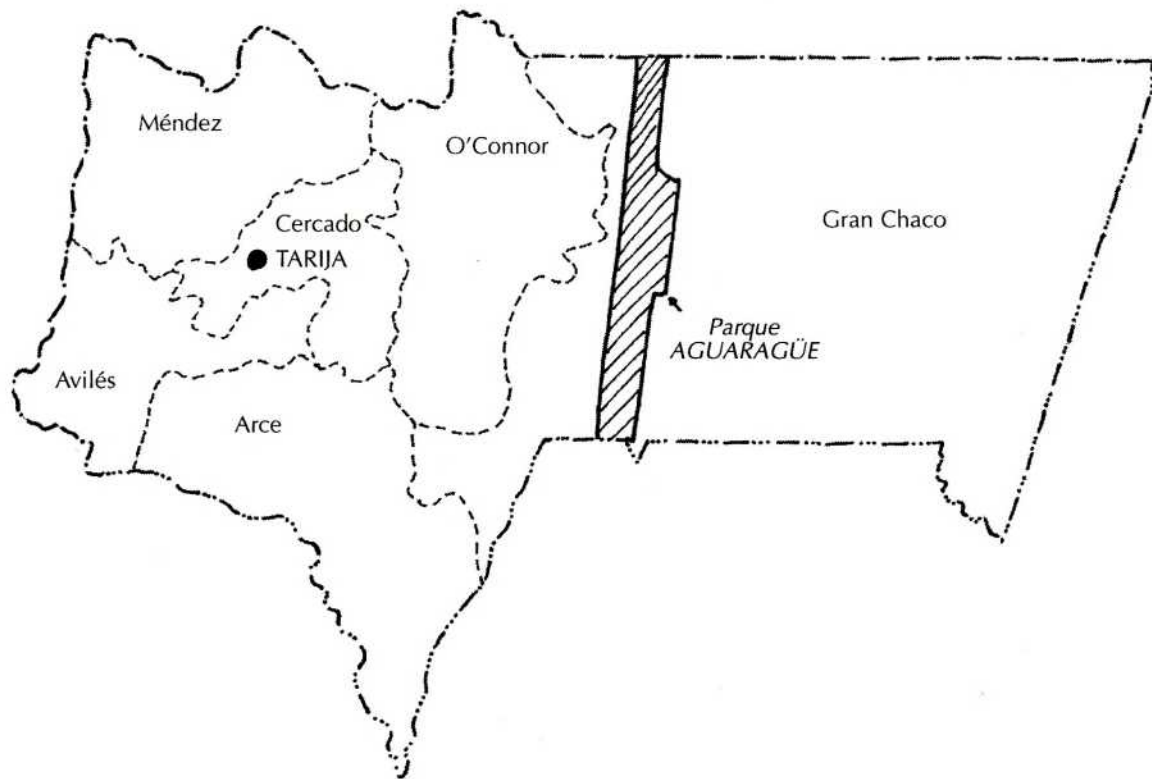 Méndez
O'Connor
Cercado
TARIJA
Gran Chaco
Parque
AGUARAGÜE
Avilés
Arce